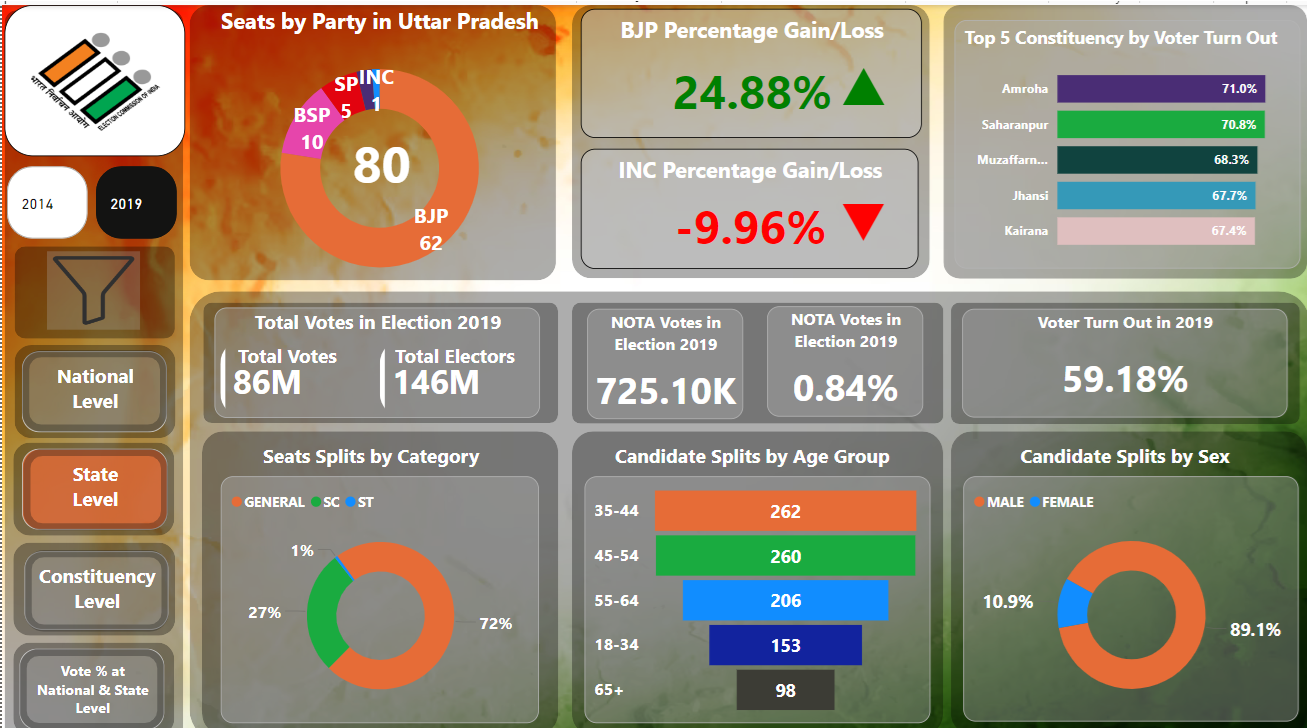 भारत निर्वाचन आयोग
ELECTION COMMISSION OF INDIA
2014
2019
National
Level
State
Level
Constituency
Level
Vote % at
National & State
Level
Seats by Party in Uttar Pradesh
SP
5
INC
1
BSP
10
80
BJP
62
BJP Percentage Gain/Loss
24.88%
INC Percentage Gain/Loss
-9.96%
Top 5 Constituency by Voter Turn Out
Amroha 71.0%
Saharanpur 70.8%
Muzaffarn... 68.3%
Jhansi 67.7%
Kairana 67.4%
Total Votes in Election 2019
Total Votes
86M
Total Electors
146M
NOTA Votes in
Election 2019
725.10K
NOTA Votes in
Election 2019
0.84%
Voter Turn Out in 2019
59.18%
Seats Splits by Category
GENERAL SC ST
1%
27%
72%
Candidate Splits by Age Group
35-44 262
45-54 260
55-64 206
18-34 153
65+ 98
Candidate Splits by Sex
MALE FEMALE
10.9%
89.1%